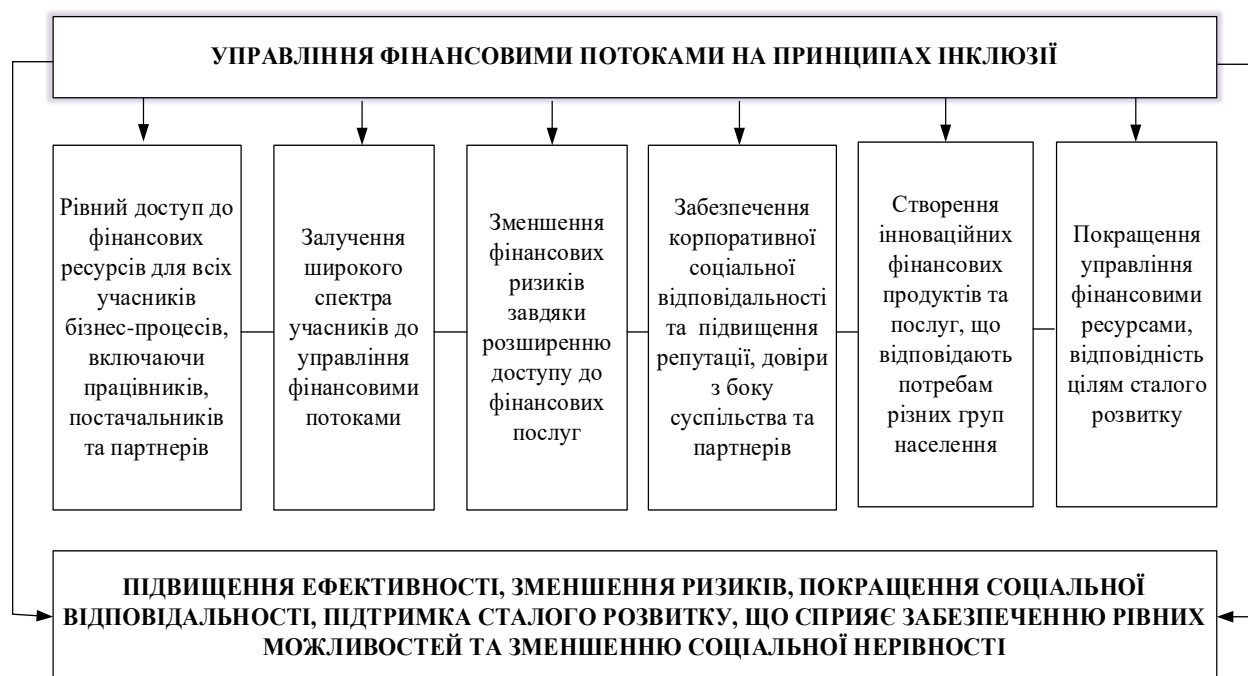 УПРАВЛІННЯ ФІНАНСОВИМИ ПОТОКАМИ НА ПРИНЦИПАХ ІНКЛЮЗІЇ
Рівний доступ до
фінансових
ресурсів для всіх
учасників
бізнес-процесів,
включаючи
працівників,
постачальників
та партнерів
Залучення
широкого
спектра
учасників до
управління
фінансовими
потоками
Зменшення
фінансових
ризиків
завдяки
розширенню
доступу до
фінансових
послуг
Забезпечення
корпоративної
соціальної
відповідальності
та підвищення
репутації, довіри
з боку
суспільства та
партнерів
Створення
інноваційних
фінансових
продуктів та
послуг, що
відповідають
потребам
різних груп
населення
Покращення
управління
фінансовими
ресурсами,
відповідність
цілям сталого
розвитку
ПІДВИЩЕННЯ ЕФЕКТИВНОСТІ, ЗМЕНШЕННЯ РИЗИКІВ, ПОКРАЩЕННЯ СОЦІАЛЬНОЇ
ВІДПОВІДАЛЬНОСТІ, ПІДТРИМКА СТАЛОГО РОЗВИТКУ, ЩО СПРИЯЄ ЗАБЕЗПЕЧЕННЮ РІВНИХ
МОЖЛИВОСТЕЙ ТА ЗМЕНШЕННЮ СОЦІАЛЬНОЇ НЕРІВНОСТІ